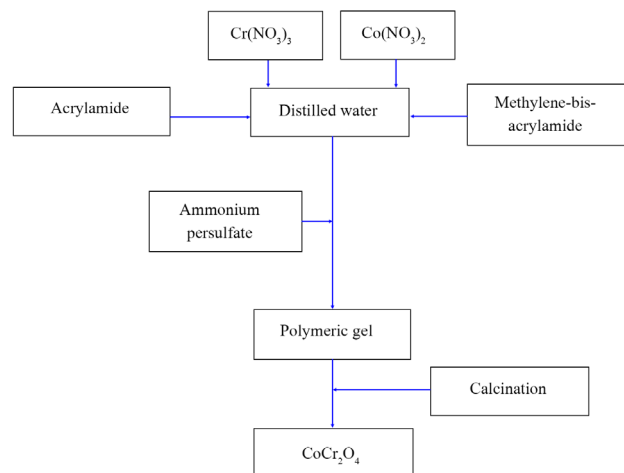 Cr(NO₃)₃
Co(NO₃)₂
Acrylamide
Distilled water
Methylene-bis-
acrylamide
Ammonium
persulfate
Polymeric gel
Calcination
CoCr₂O₄